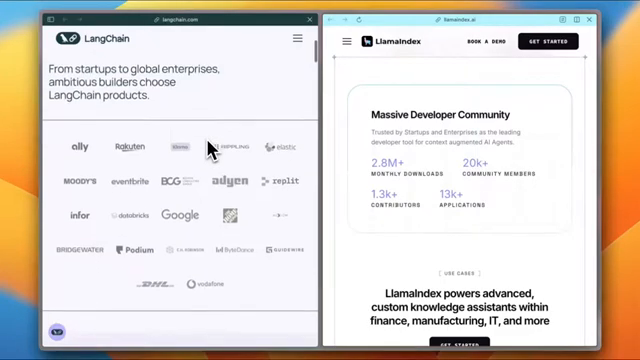 langchain.com
LangChain
From startups to global enterprises,
ambitious builders choose
LangChain products.
ally
Rakuten
Klarna
RIPPLING
elastic
MOODY'S
eventbrite
BCG
adyen
replit
infor
databricks
Google
BRIDGEWATER
Podium
C.H. ROBINSON
ByteDance
GUIDEWIRE
DHL
vodafone
llamaindex.ai
LlamaIndex
BOOK A DEMO
GET STARTED
Massive Developer Community
Trusted by Startups and Enterprises as the leading
developer tool for context augmented AI Agents.
2.8M+
MONTHLY DOWNLOADS
20k+
COMMUNITY MEMBERS
1.3k+
CONTRIBUTORS
13k+
APPLICATIONS
USE CASES
LlamaIndex powers advanced,
custom knowledge assistants within
finance, manufacturing, IT, and more
GET STARTED